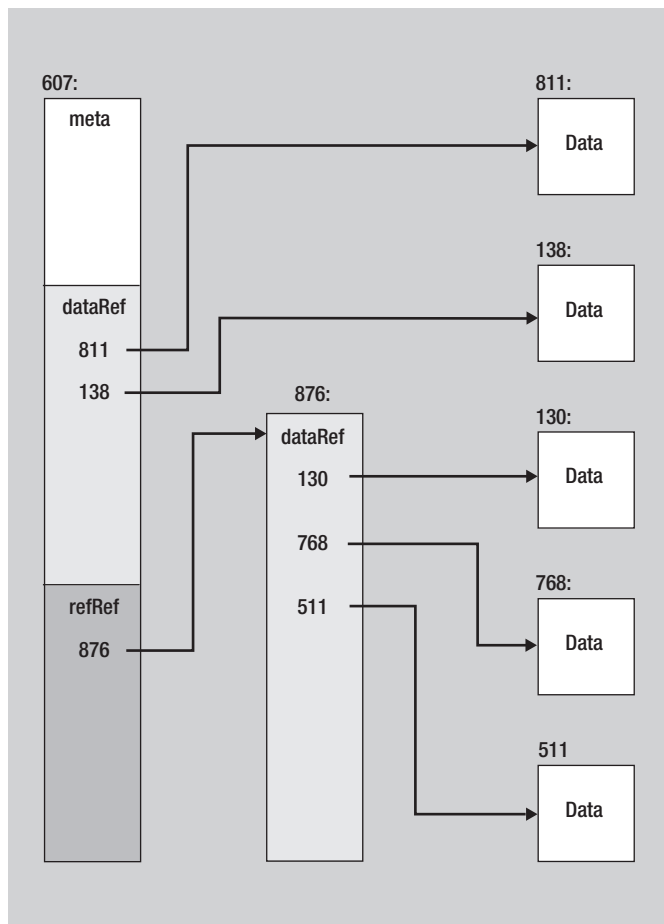 607:
meta
dataRef
811
138
refRef
876
876:
dataRef
130
768
511
811:
Data
138:
Data
130:
Data
768:
Data
511
Data